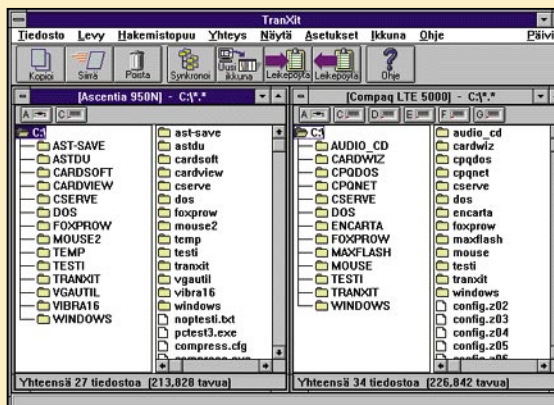 TranXit
Tiedosto Levy Hakemistopuu Yhteys Näytä Asetukset Ikkuna Ohje Päivi
Kopioi Siirrä Poista Synkronoi Uusi ikkuna Leikepöytä Leikepöytä Ohje
[Ascentia 950N] - C:\*.*
A C:
C:\
AST-SAVE
ASTDU
CARDSOFT
CARDVIEW
CSERVE
DOS
FOXPROW
MOUSE2
TEMP
TESTI
TRANXIT
VGAUTIL
VIBRA16
WINDOWS
ast-save
astdu
cardsoft
cardview
cserve
dos
foxprow
mouse2
temp
testi
tranxit
vgautil
vibra16
windows
noptesti.txt
pctest3.exe
compress.cfg
Yhteensä 27 tiedostoa (213,828 tavua)
[Compaq LTE 5000] - C:\*.*
A C: D: E: F: G:
C:\
AUDIO_CD
CARDWIZ
CPQDOS
CPQNET
CSERVE
DOS
ENCARTA
FOXPROW
MAXFLASH
MOUSE
TESTI
TRANXIT
WINDOWS
audio_cd
cardwiz
cpqdos
cpqnet
cserve
dos
encarta
foxprow
maxflash
mouse
testi
tranxit
windows
config.z02
config.z03
config.z04
config.z05
config.z06
Yhteensä 34 tiedostoa (226,842 tavua)